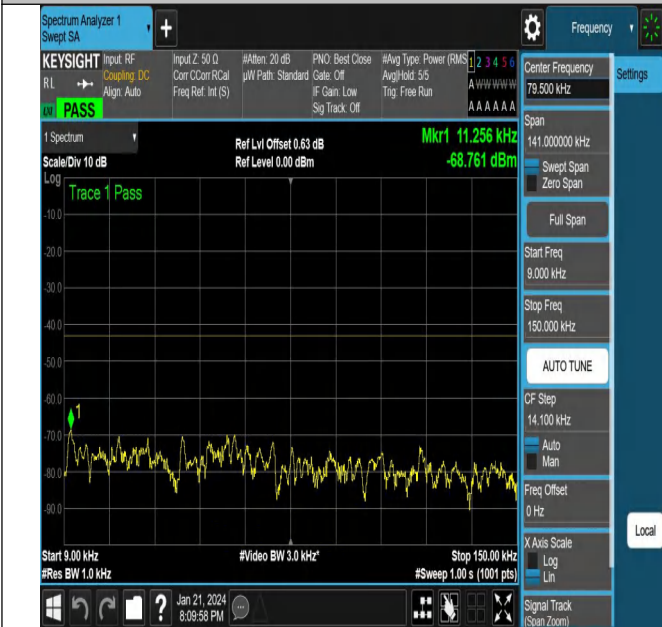 Spectrum Analyzer 1
Swept SA
+
Frequency
KEYSIGHT
RL
PASS
Input: RF
Coupling: DC
Align: Auto
Input Z: 50 Ω
Corr CCorr RCal
Freq Ref: Int (S)
#Atten: 20 dB
µW Path: Standard
PNO: Best Close
Gate: Off
IF Gain: Low
Sig Track: Off
#Avg Type: Power (RMS
Avg|Hold: 5/5
Trig: Free Run
1 2 3 4 5 6
A W W W W W
A A A A A A
1 Spectrum
Scale/Div 10 dB
Log
Ref Lvl Offset 0.63 dB
Ref Level 0.00 dBm
Mkr1 11.256 kHz
-68.761 dBm
Trace 1 Pass
-10.0
-20.0
-30.0
-40.0
-50.0
-60.0
1
-70.0
-80.0
-90.0
Start 9.00 kHz
#Res BW 1.0 kHz
#Video BW 3.0 kHz*
Stop 150.00 kHz
#Sweep 1.00 s (1001 pts)
?
Jan 21, 2024
8:09:58 PM
Center Frequency
79.500 kHz
Settings
Span
141.000000 kHz
Swept Span
Zero Span
Full Span
Start Freq
9.000 kHz
Stop Freq
150.000 kHz
AUTO TUNE
CF Step
14.100 kHz
Auto
Man
Freq Offset
0 Hz
Local
X Axis Scale
Log
Lin
Signal Track
(Span Zoom)